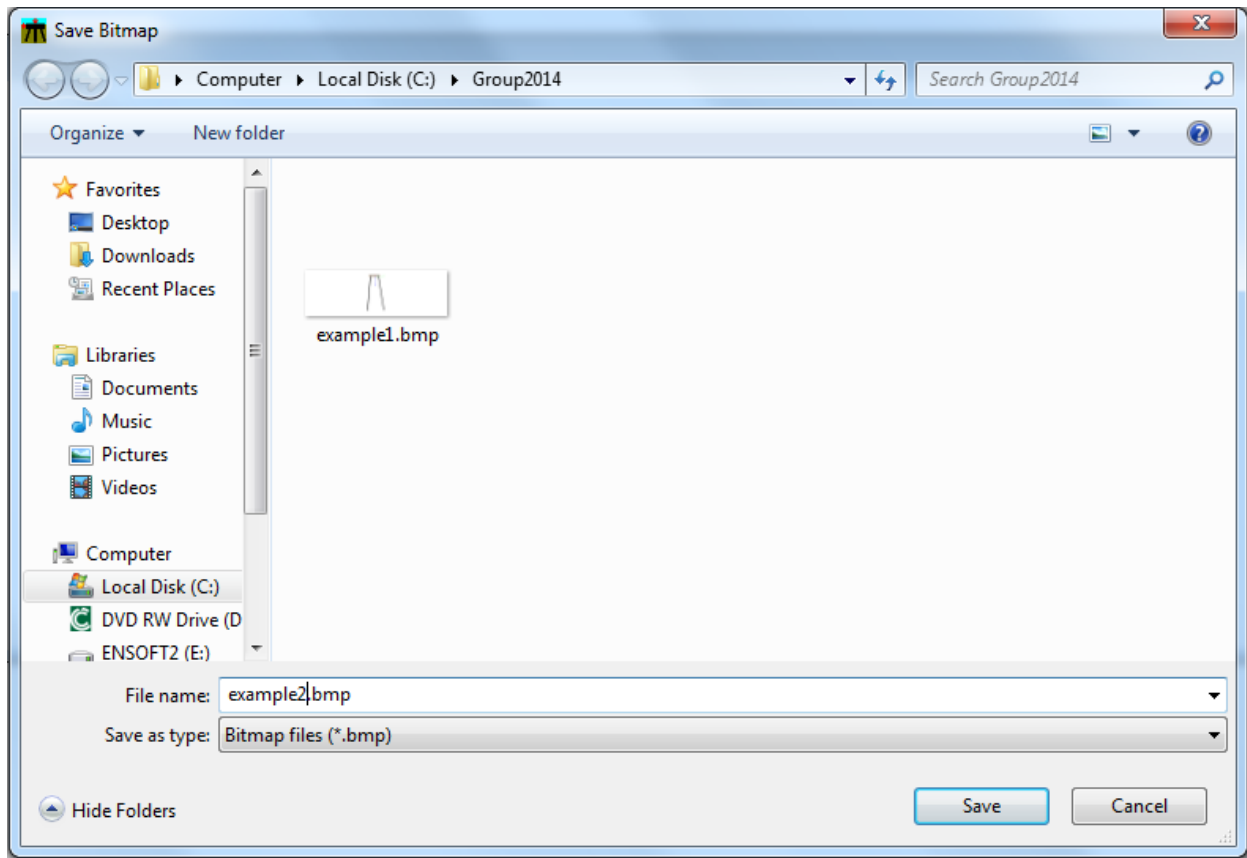 Save Bitmap
Computer Local Disk (C:) Group2014
Search Group2014
Organize New folder
Favorites
Desktop
Downloads
Recent Places
Libraries
Documents
Music
Pictures
Videos
Computer
Local Disk (C:)
DVD RW Drive (D
ENSOFT2 (E:)
example1.bmp
File name: example2.bmp
Save as type: Bitmap files (*.bmp)
Hide Folders
Save Cancel